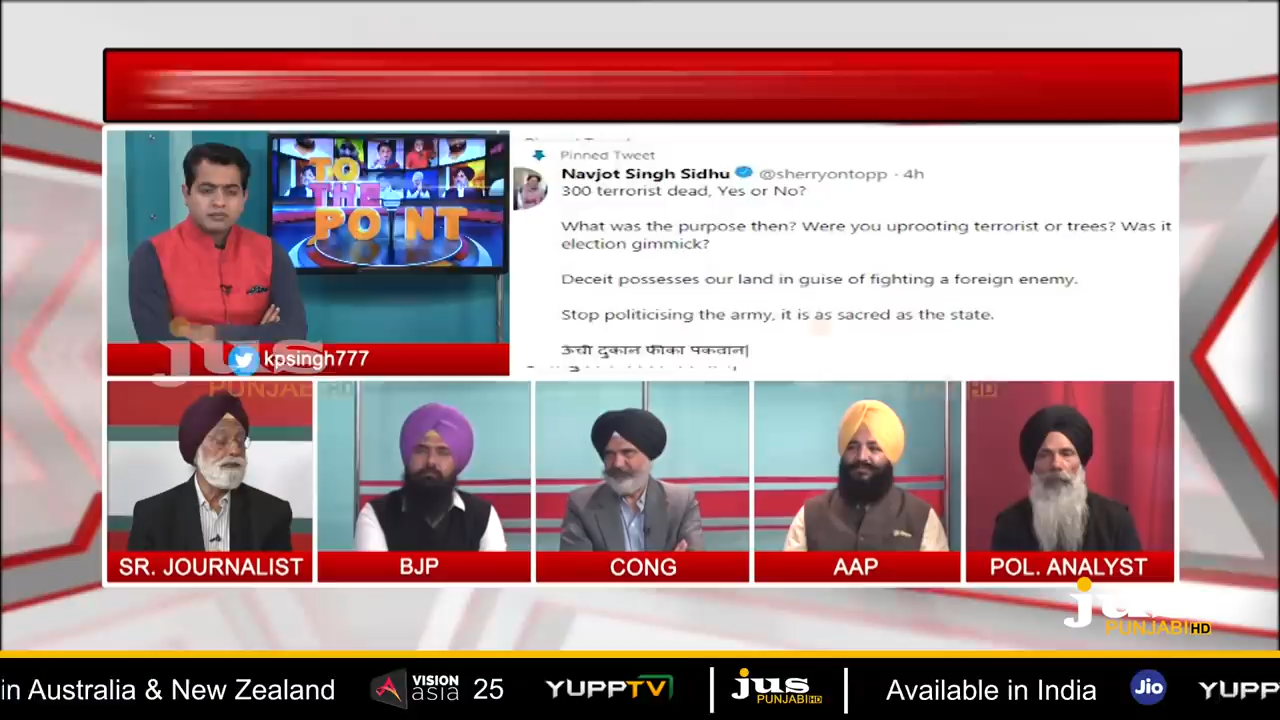 TO
THE
POINT
kpsingh777
Pinned Tweet
Navjot Singh Sidhu @sherryontopp · 4h
300 terrorist dead, Yes or No?
What was the purpose then? Were you uprooting terrorist or trees? Was it
election gimmick?
Deceit possesses our land in guise of fighting a foreign enemy.
Stop politicising the army, it is as sacred as the state.
ऊंची दुकान फीका पकवान|
jus
PUNJABI HD
SR. JOURNALIST
BJP
CONG
AAP
POL. ANALYST
jus
PUNJABI HD
in Australia & New Zealand VISION asia 25 YUPPTV jus PUNJABI HD Available in India Jio YUPP